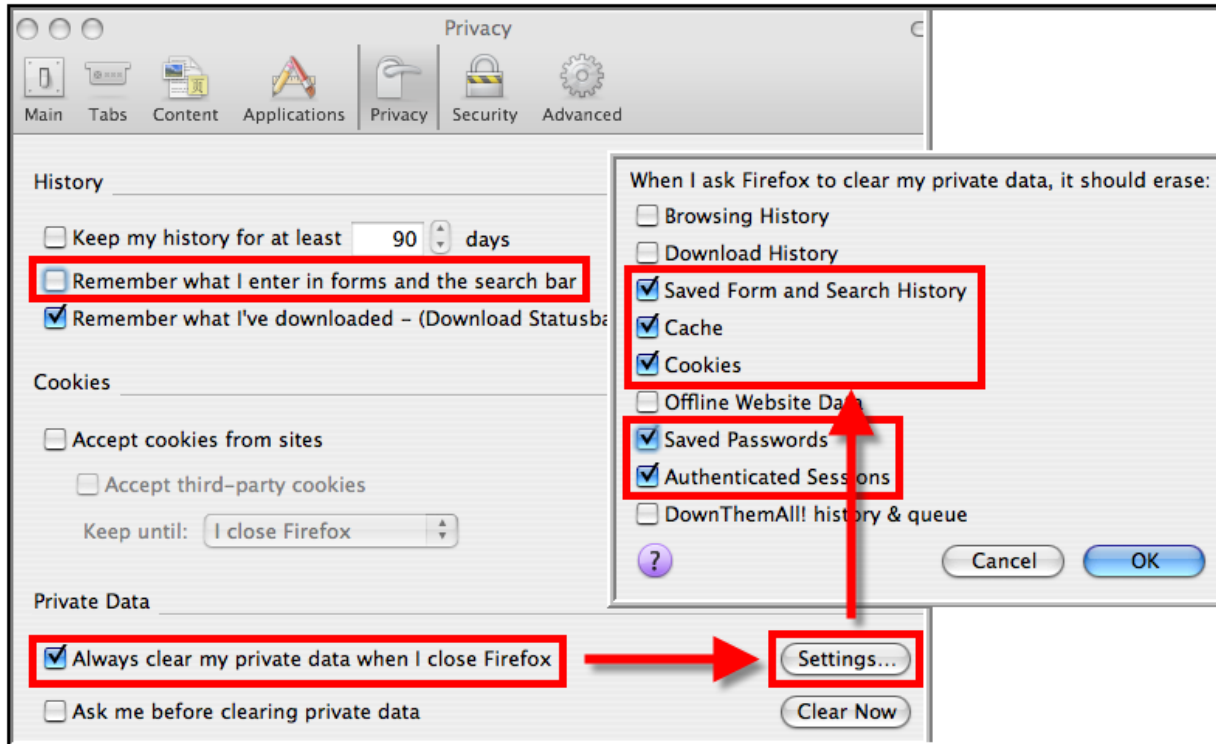 Privacy
Main Tabs Content Applications Privacy Security Advanced
History
Keep my history for at least 90 days
Remember what I enter in forms and the search bar
Remember what I've downloaded – (Download Statusba
Cookies
Accept cookies from sites
Accept third-party cookies
Keep until: I close Firefox
Private Data
Always clear my private data when I close Firefox Settings...
Ask me before clearing private data Clear Now
When I ask Firefox to clear my private data, it should erase:
Browsing History
Download History
Saved Form and Search History
Cache
Cookies
Offline Website Data
Saved Passwords
Authenticated Sessions
DownThemAll! history & queue
? Cancel OK